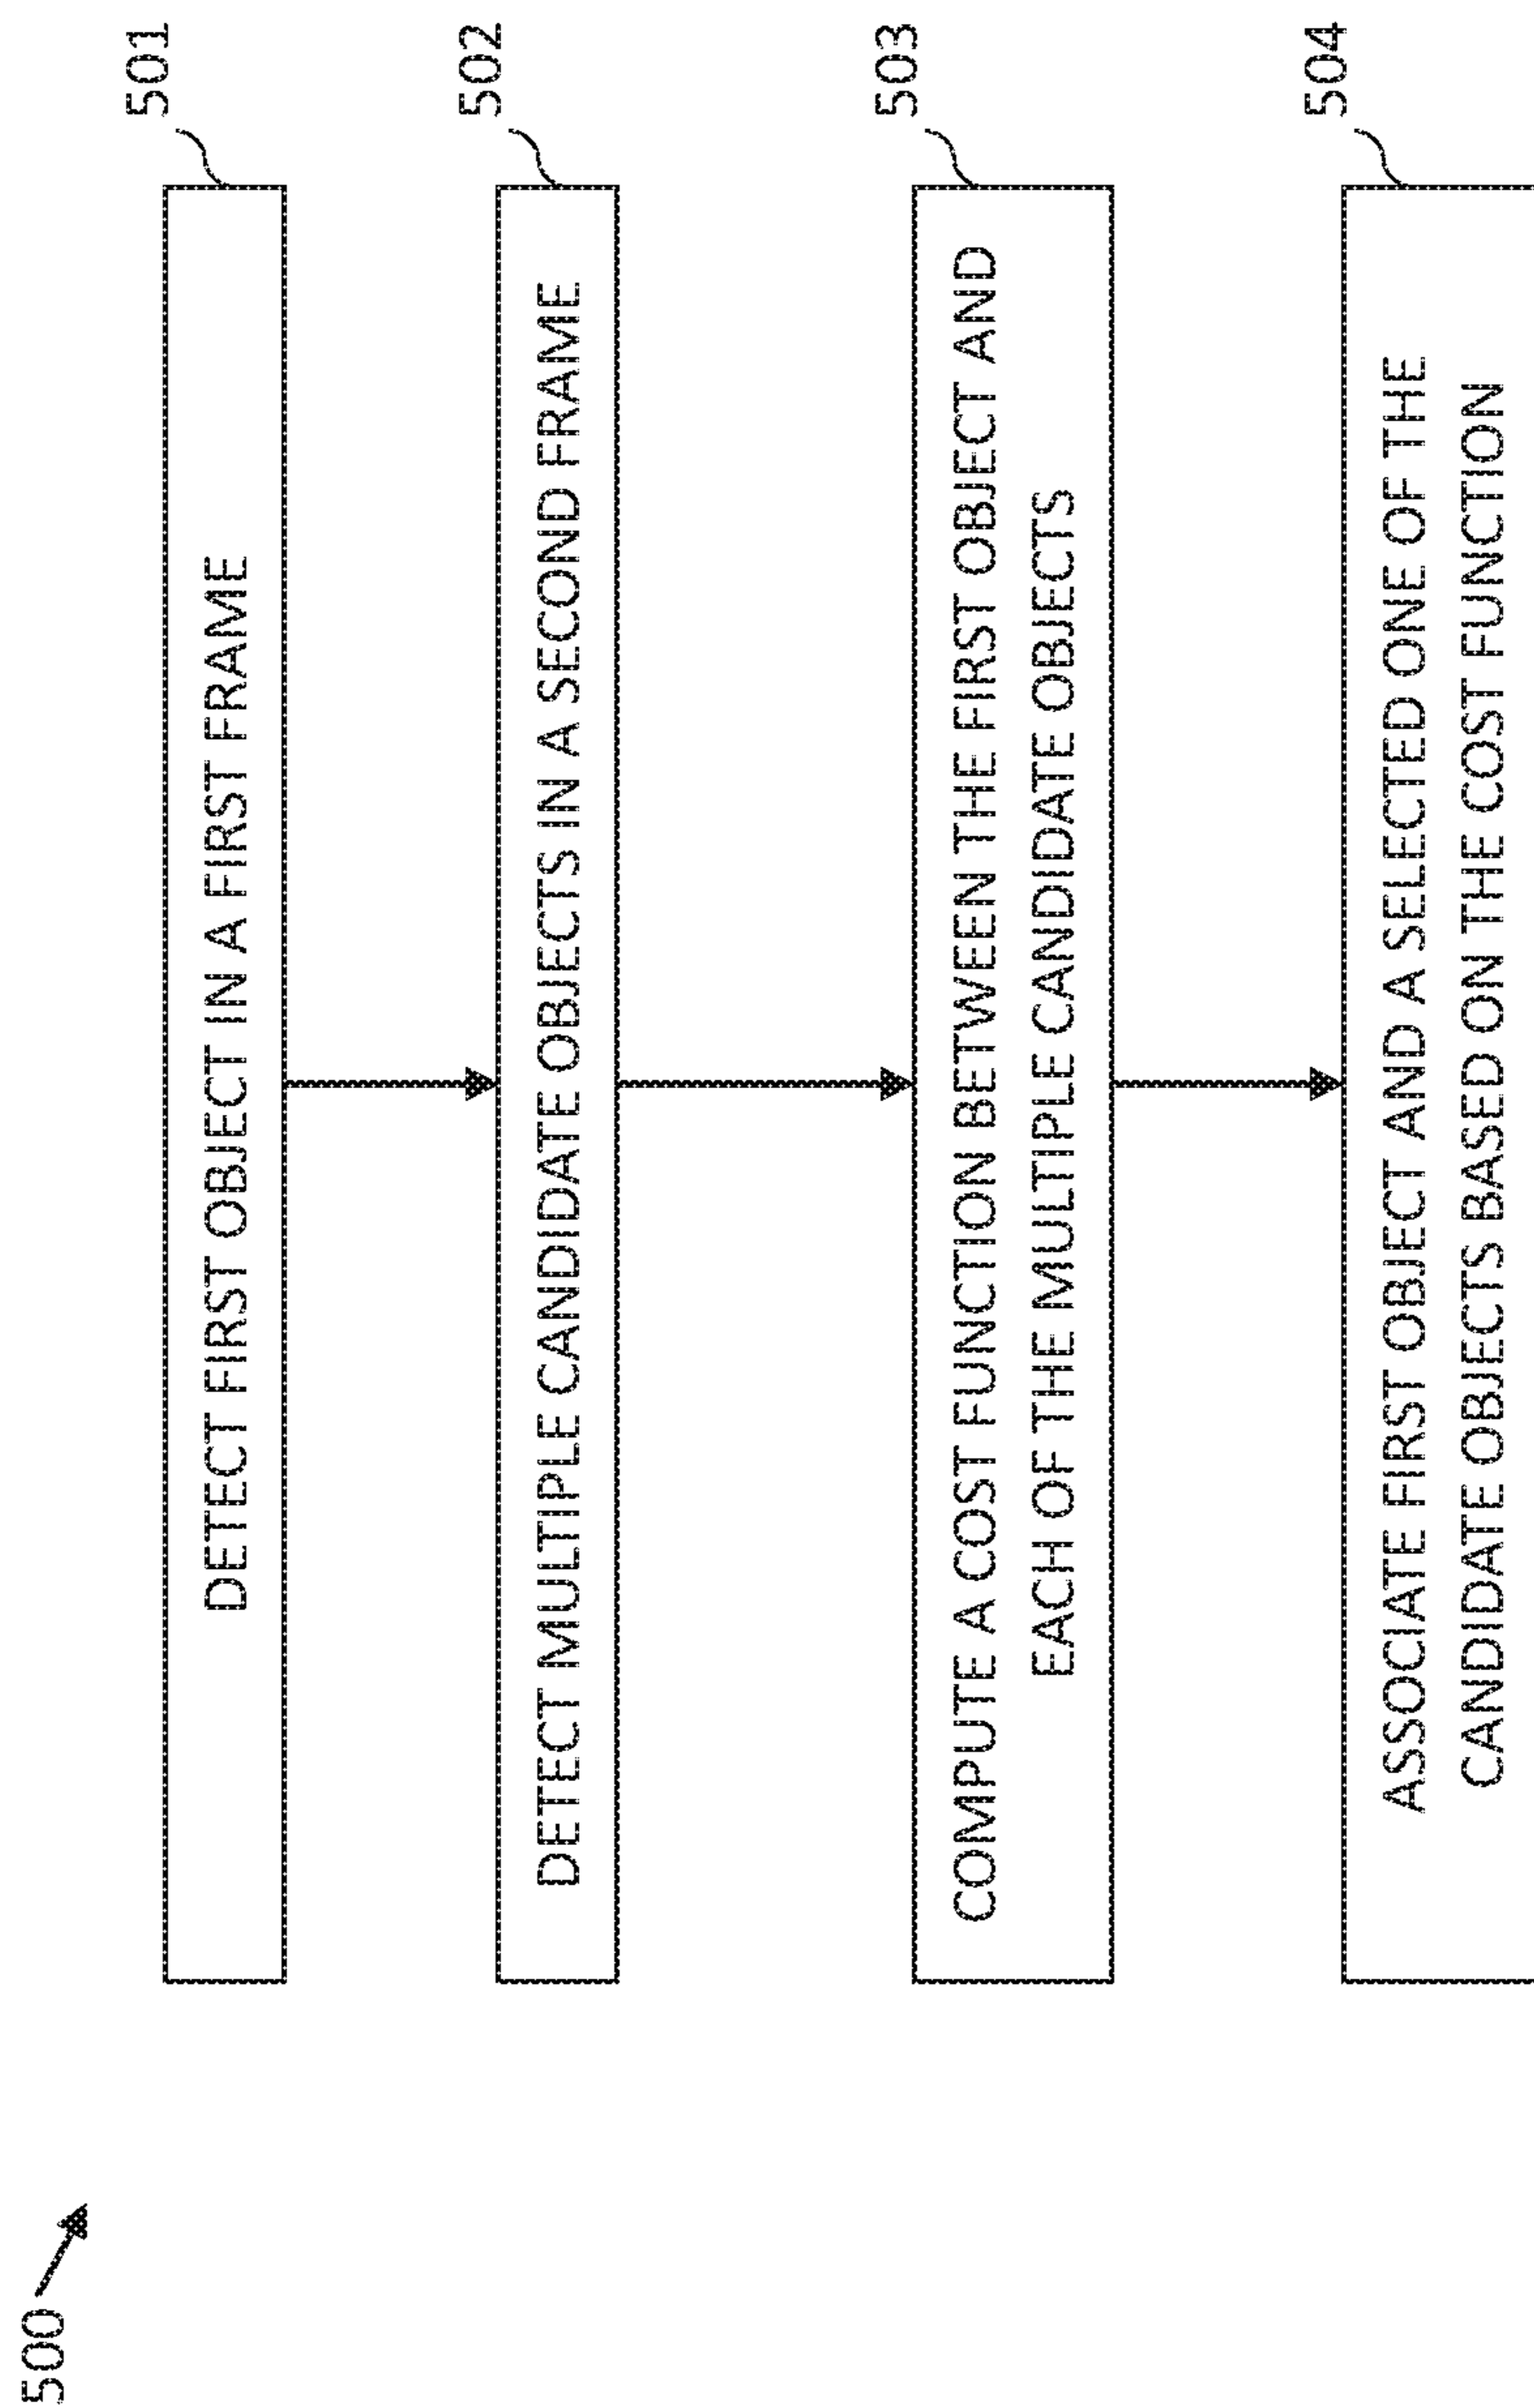 500
501
DETECT FIRST OBJECT IN A FIRST FRAME
502
DETECT MULTIPLE CANDIDATE OBJECTS IN A SECOND FRAME
503
COMPUTE A COST FUNCTION BETWEEN THE FIRST OBJECT AND
EACH OF THE MULTIPLE CANDIDATE OBJECTS
504
ASSOCIATE FIRST OBJECT AND A SELECTED ONE OF THE
CANDIDATE OBJECTS BASED ON THE COST FUNCTION